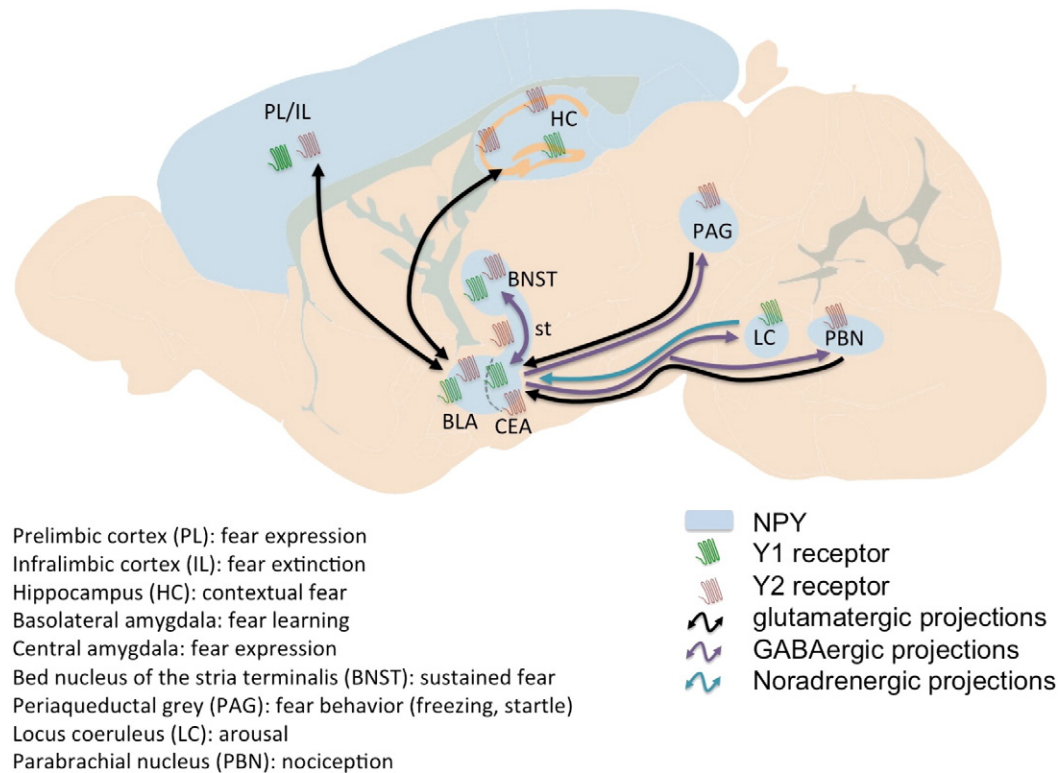 PL/IL
HC
PAG
BNST
st
LC
PBN
BLA
CEA
Prelimbic cortex (PL): fear expression
Infralimbic cortex (IL): fear extinction
Hippocampus (HC): contextual fear
Basolateral amygdala: fear learning
Central amygdala: fear expression
Bed nucleus of the stria terminalis (BNST): sustained fear
Periaqueductal grey (PAG): fear behavior (freezing, startle)
Locus coeruleus (LC): arousal
Parabrachial nucleus (PBN): nociception
NPY
Y1 receptor
Y2 receptor
glutamatergic projections
GABAergic projections
Noradrenergic projections